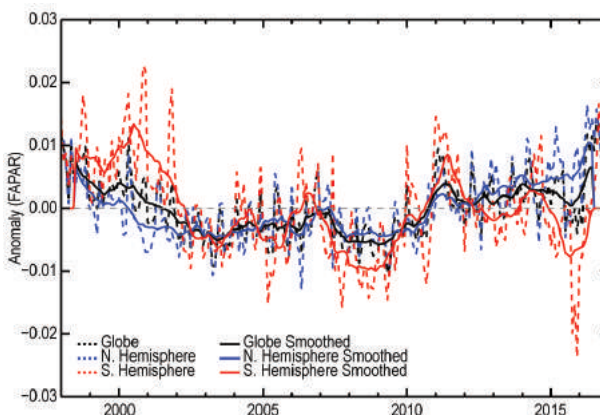 0.03
0.02
0.01
0.00
−0.01
−0.02
−0.03
Anomaly (FAPAR)
Globe
Globe Smoothed
N. Hemisphere
N. Hemisphere Smoothed
S. Hemisphere
S. Hemisphere Smoothed
2000
2005
2010
2015